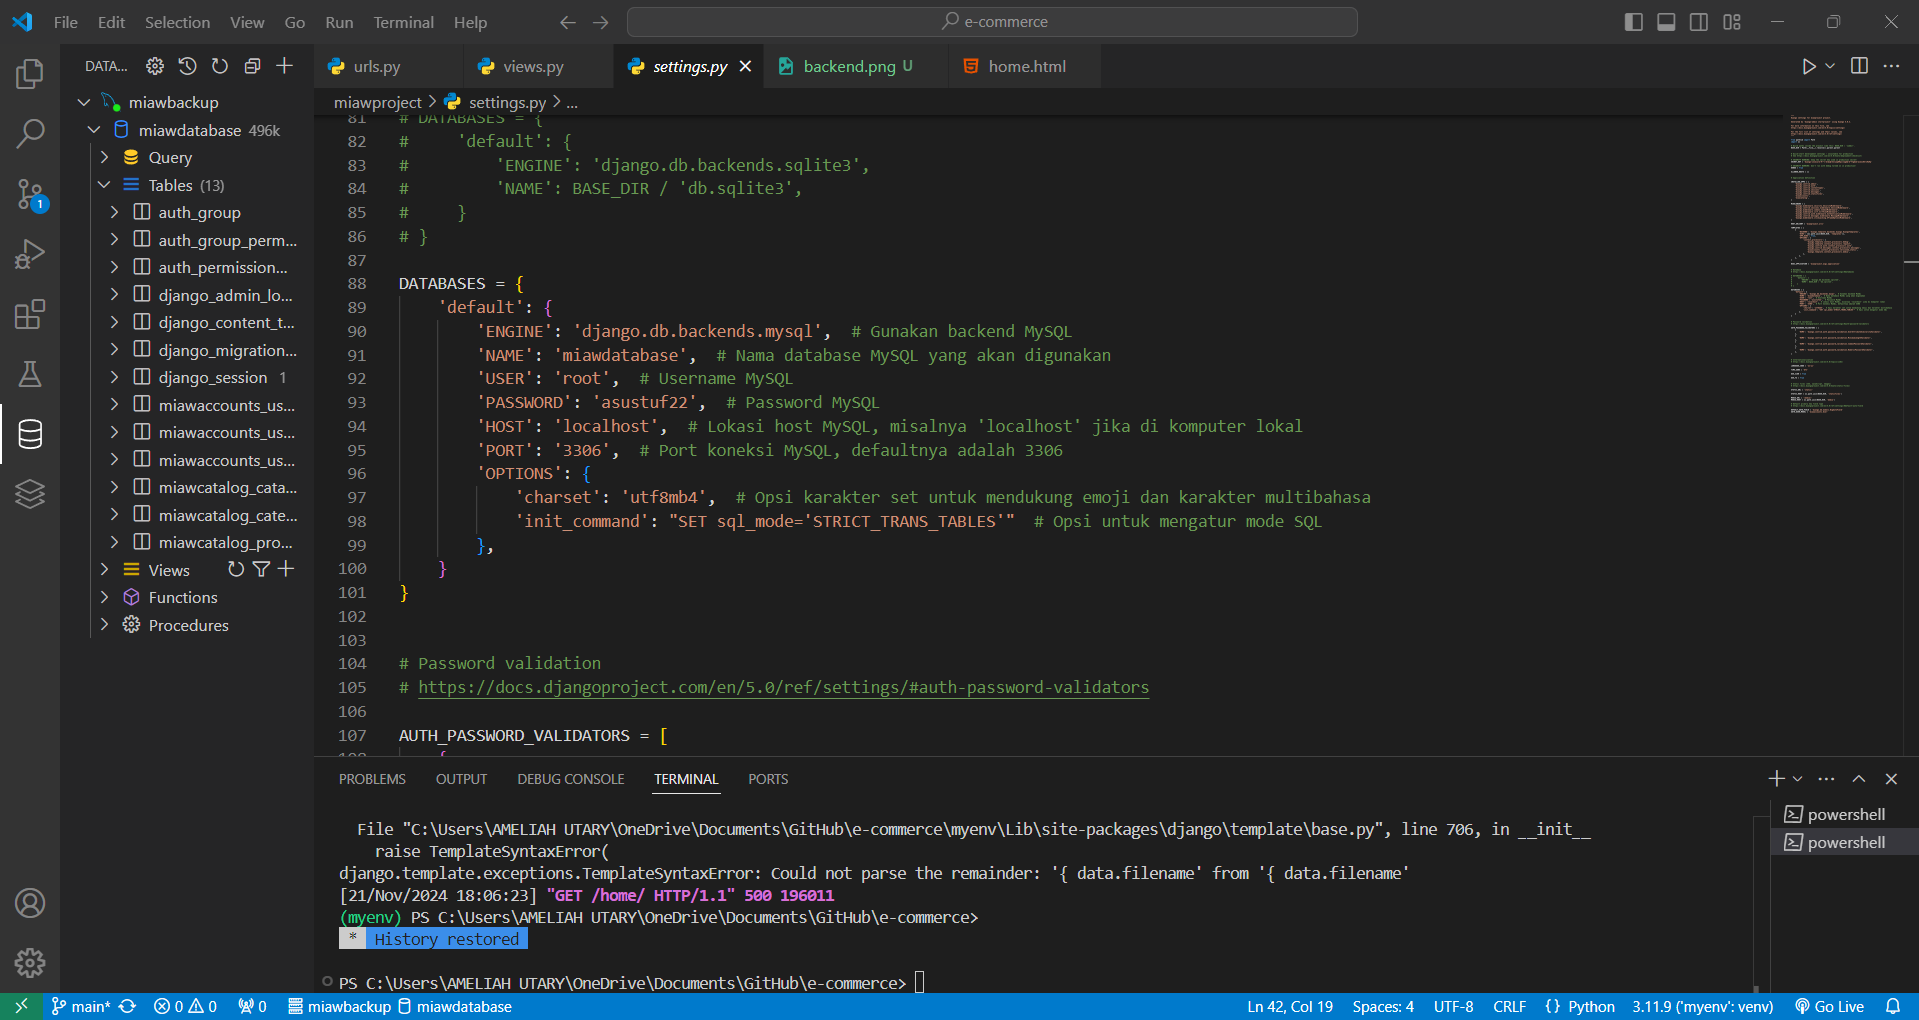 File Edit Selection View Go Run Terminal Help
e-commerce
DATA...
urls.py
views.py
settings.py
backend.png U
home.html
miawproject > settings.py > ...
miawbackup
miawdatabase 496k
Query
Tables (13)
auth_group
auth_group_perm...
auth_permission...
django_admin_lo...
django_content_t...
django_migration...
django_session 1
miawaccounts_us...
miawaccounts_us...
miawaccounts_us...
miawcatalog_cata...
miawcatalog_cate...
miawcatalog_pro...
Views
Functions
Procedures
1
81 # DATABASES = {
82 #     'default': {
83 #         'ENGINE': 'django.db.backends.sqlite3',
84 #         'NAME': BASE_DIR / 'db.sqlite3',
85 #     }
86 # }
87
88 DATABASES = {
89     'default': {
90         'ENGINE': 'django.db.backends.mysql',  # Gunakan backend MySQL
91         'NAME': 'miawdatabase',  # Nama database MySQL yang akan digunakan
92         'USER': 'root',  # Username MySQL
93         'PASSWORD': 'asustuf22',  # Password MySQL
94         'HOST': 'localhost',  # Lokasi host MySQL, misalnya 'localhost' jika di komputer lokal
95         'PORT': '3306',  # Port koneksi MySQL, defaultnya adalah 3306
96         'OPTIONS': {
97             'charset': 'utf8mb4',  # Opsi karakter set untuk mendukung emoji dan karakter multibahasa
98             'init_command': "SET sql_mode='STRICT_TRANS_TABLES'"  # Opsi untuk mengatur mode SQL
99         },
100     }
101 }
102
103
104 # Password validation
105 # https://docs.djangoproject.com/en/5.0/ref/settings/#auth-password-validators
106
107 AUTH_PASSWORD_VALIDATORS = [
108     {
PROBLEMS OUTPUT DEBUG CONSOLE TERMINAL PORTS
powershell
powershell
File "C:\Users\AMELIAH UTARY\OneDrive\Documents\GitHub\e-commerce\myenv\Lib\site-packages\django\template\base.py", line 706, in __init__
raise TemplateSyntaxError(
django.template.exceptions.TemplateSyntaxError: Could not parse the remainder: '{ data.filename' from '{ data.filename'
[21/Nov/2024 18:06:23] "GET /home/ HTTP/1.1" 500 196011
(myenv) PS C:\Users\AMELIAH UTARY\OneDrive\Documents\GitHub\e-commerce>
* History restored
PS C:\Users\AMELIAH UTARY\OneDrive\Documents\GitHub\e-commerce>
main* 0 0 0 miawbackup miawdatabase Ln 42, Col 19 Spaces: 4 UTF-8 CRLF {} Python 3.11.9 ('myenv': venv) Go Live